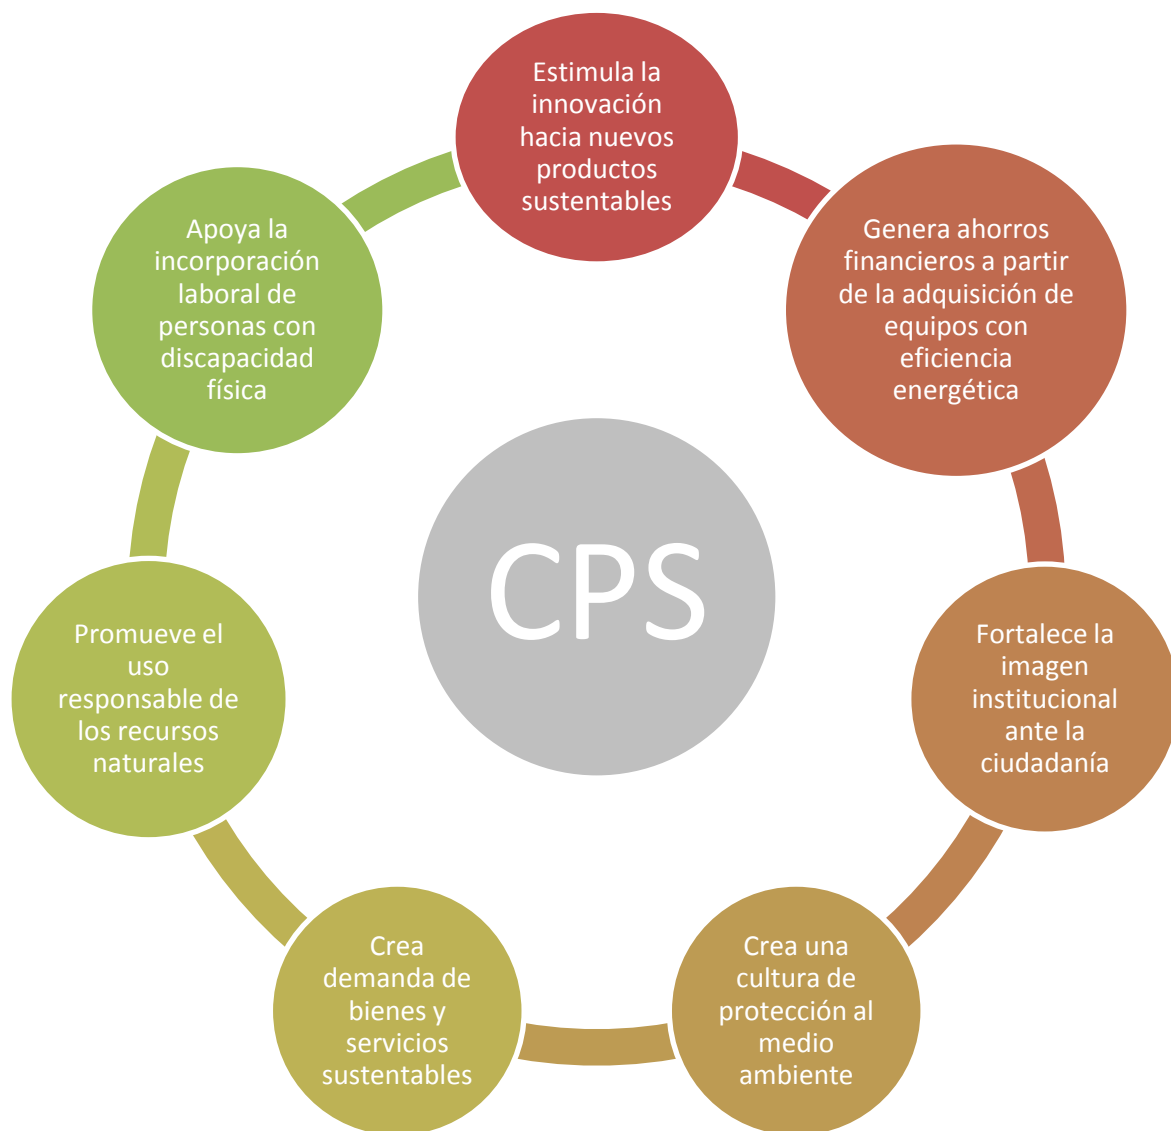 Estimula la
innovación
hacia nuevos
productos
sustentables
Genera ahorros
financieros a partir
de la adquisición de
equipos con
eficiencia
energética
Fortalece la
imagen
institucional
ante la
ciudadanía
Crea una
cultura de
protección al
medio
ambiente
Crea
demanda de
bienes y
servicios
sustentables
Promueve el
uso
responsable de
los recursos
naturales
Apoya la
incorporación
laboral de
personas con
discapacidad
física
CPS